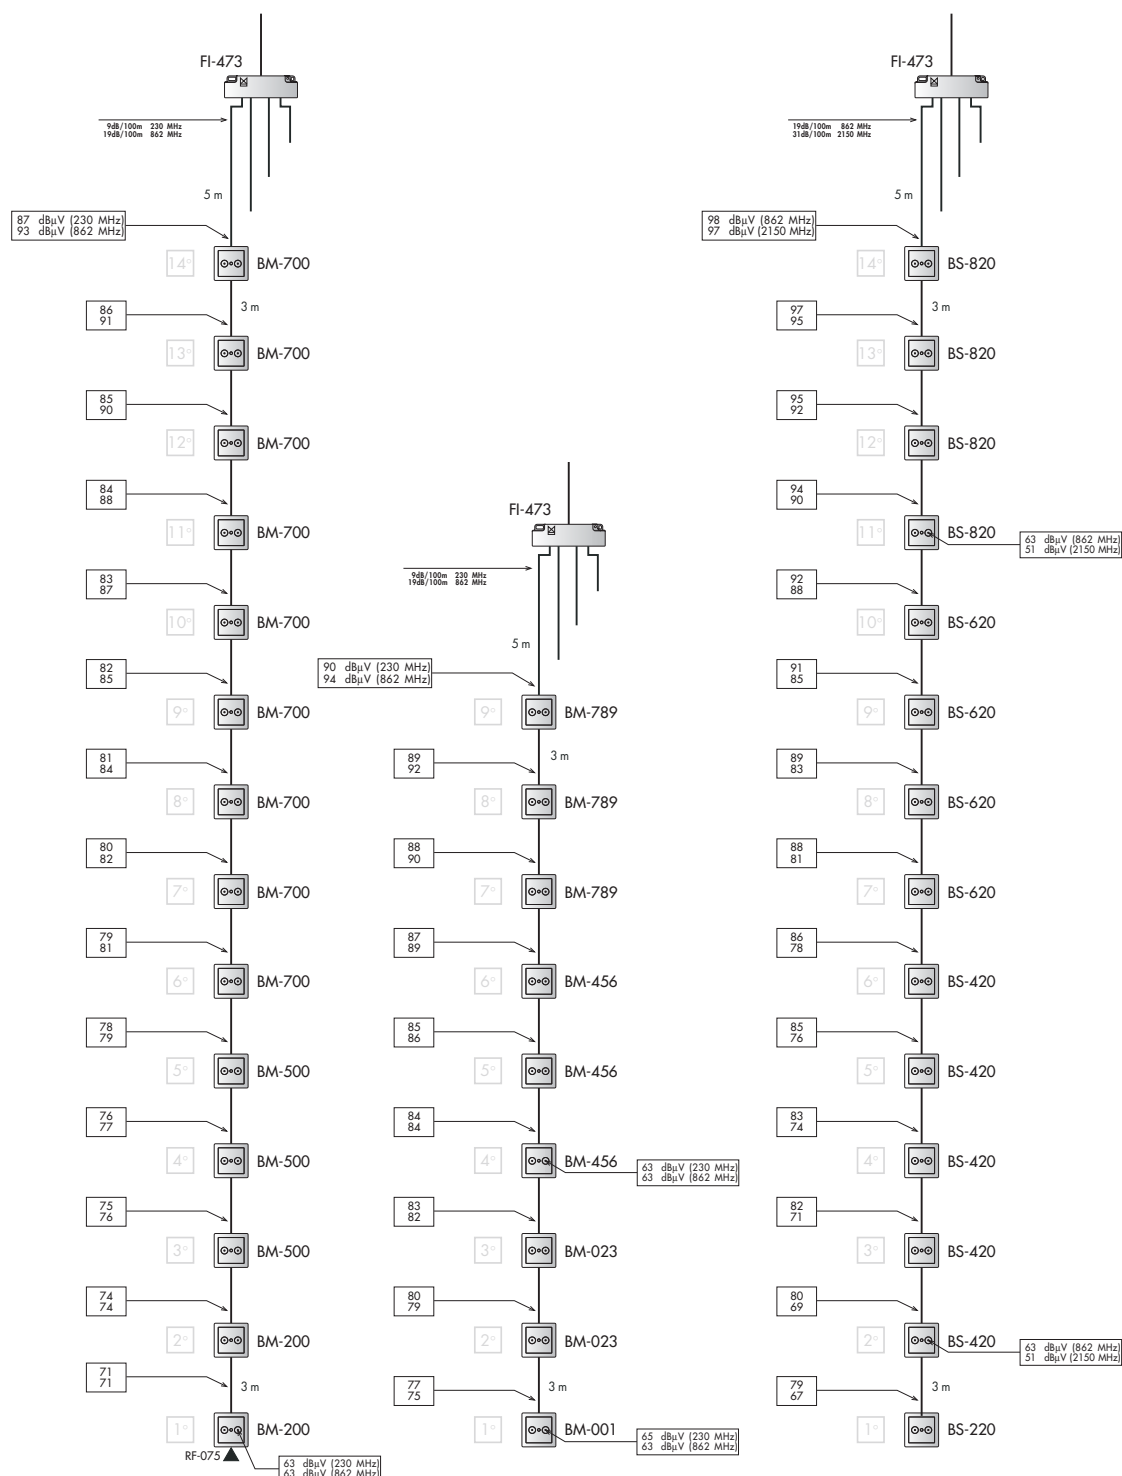 FI-473
9dB/100m 230 MHz
19dB/100m 862 MHz
5 m
87 dBµV (230 MHz)
93 dBµV (862 MHz)
14° BM-700
3 m
86
91
13° BM-700
85
90
12° BM-700
84
88
11° BM-700
83
87
10° BM-700
82
85
9° BM-700
81
84
8° BM-700
80
82
7° BM-700
79
81
6° BM-700
78
79
5° BM-500
76
77
4° BM-500
75
76
3° BM-500
74
74
2° BM-200
71
71
3 m
1° BM-200
RF-075
63 dBµV (230 MHz)
63 dBµV (862 MHz)
FI-473
9dB/100m 230 MHz
19dB/100m 862 MHz
5 m
90 dBµV (230 MHz)
94 dBµV (862 MHz)
9° BM-789
3 m
89
92
8° BM-789
88
90
7° BM-789
87
89
6° BM-456
85
86
5° BM-456
84
84
4° BM-456
63 dBµV (230 MHz)
63 dBµV (862 MHz)
83
82
3° BM-023
80
79
2° BM-023
77
75
3 m
1° BM-001
65 dBµV (230 MHz)
63 dBµV (862 MHz)
FI-473
19dB/100m 862 MHz
31dB/100m 2150 MHz
5 m
98 dBµV (862 MHz)
97 dBµV (2150 MHz)
14° BS-820
3 m
97
95
13° BS-820
95
92
12° BS-820
94
90
11° BS-820
63 dBµV (862 MHz)
51 dBµV (2150 MHz)
92
88
10° BS-620
91
85
9° BS-620
89
83
8° BS-620
88
81
7° BS-620
86
78
6° BS-420
85
76
5° BS-420
83
74
4° BS-420
82
71
3° BS-420
80
69
2° BS-420
63 dBµV (862 MHz)
51 dBµV (2150 MHz)
79
67
3 m
1° BS-220